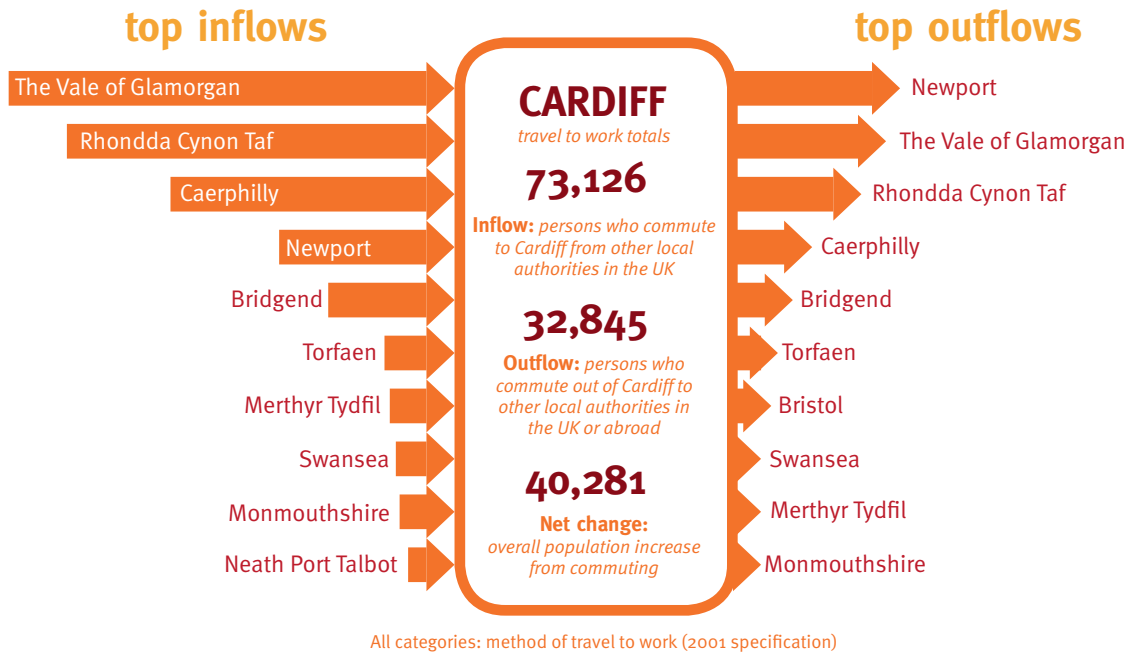 top inflows
The Vale of Glamorgan
Rhondda Cynon Taf
Caerphilly
Newport
Bridgend
Torfaen
Merthyr Tydfil
Swansea
Monmouthshire
Neath Port Talbot
CARDIFF
travel to work totals
73,126
Inflow: persons who commute
to Cardiff from other local
authorities in the UK
32,845
Outflow: persons who
commute out of Cardiff to
other local authorities in
the UK or abroad
40,281
Net change:
overall population increase
from commuting
top outflows
Newport
The Vale of Glamorgan
Rhondda Cynon Taf
Caerphilly
Bridgend
Torfaen
Bristol
Swansea
Merthyr Tydfil
Monmouthshire
All categories: method of travel to work (2001 specification)